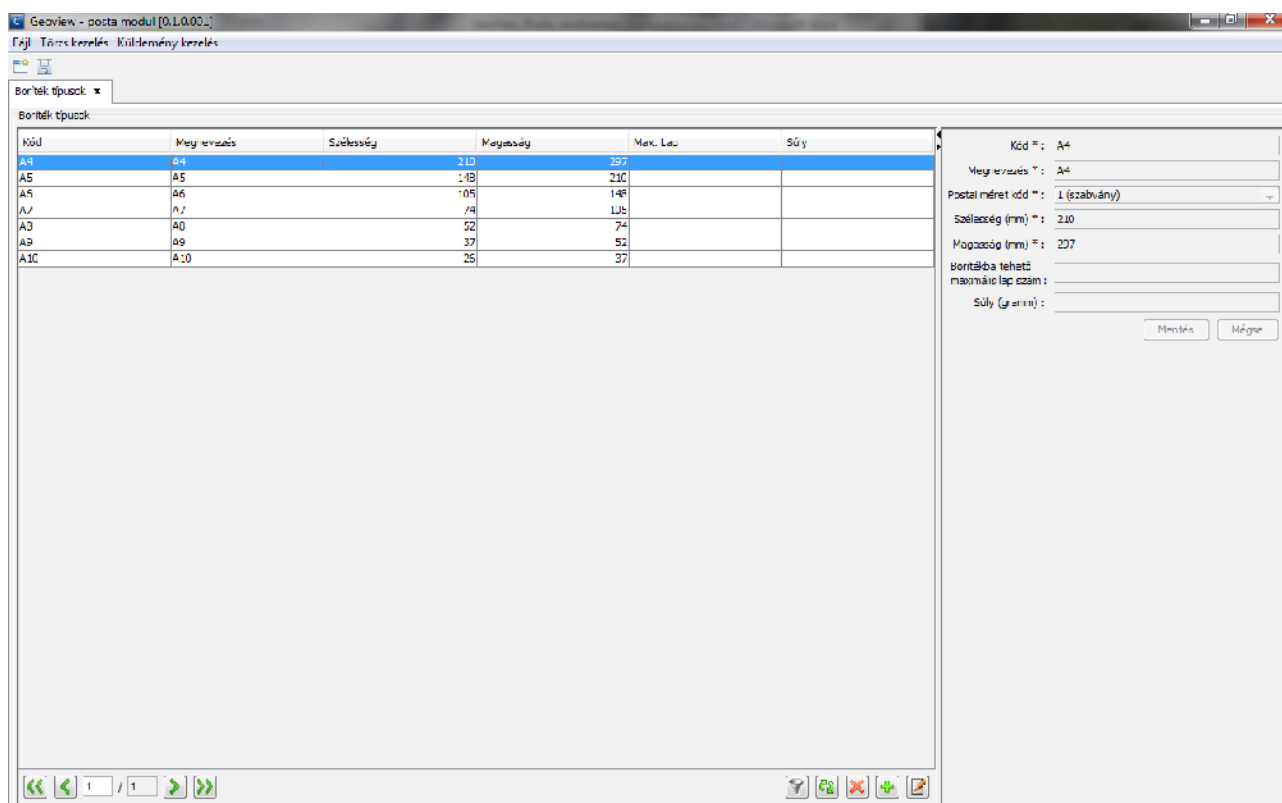 Geoview - posta modul [0.1.0.001]
Fájl Törzs kezelés Küldemény kezelés
Boríték típusok
Boríték típusok
Kód Megnevezés Szélesség Magasság Max. Lap Súly
A4 A4 210 297
A5 A5 148 210
A6 A6 105 148
A7 A7 74 105
A8 A8 52 74
A9 A9 37 52
A10 A10 26 37
Kód * : A4
Megnevezés * : A4
Postai méret kód * : 1 (szabvány)
Szélesség (mm) * : 210
Magasság (mm) * : 297
Borítékba tehető
maximális lap szám :
Súly (gramm) :
Mentés Mégse
1 / 1